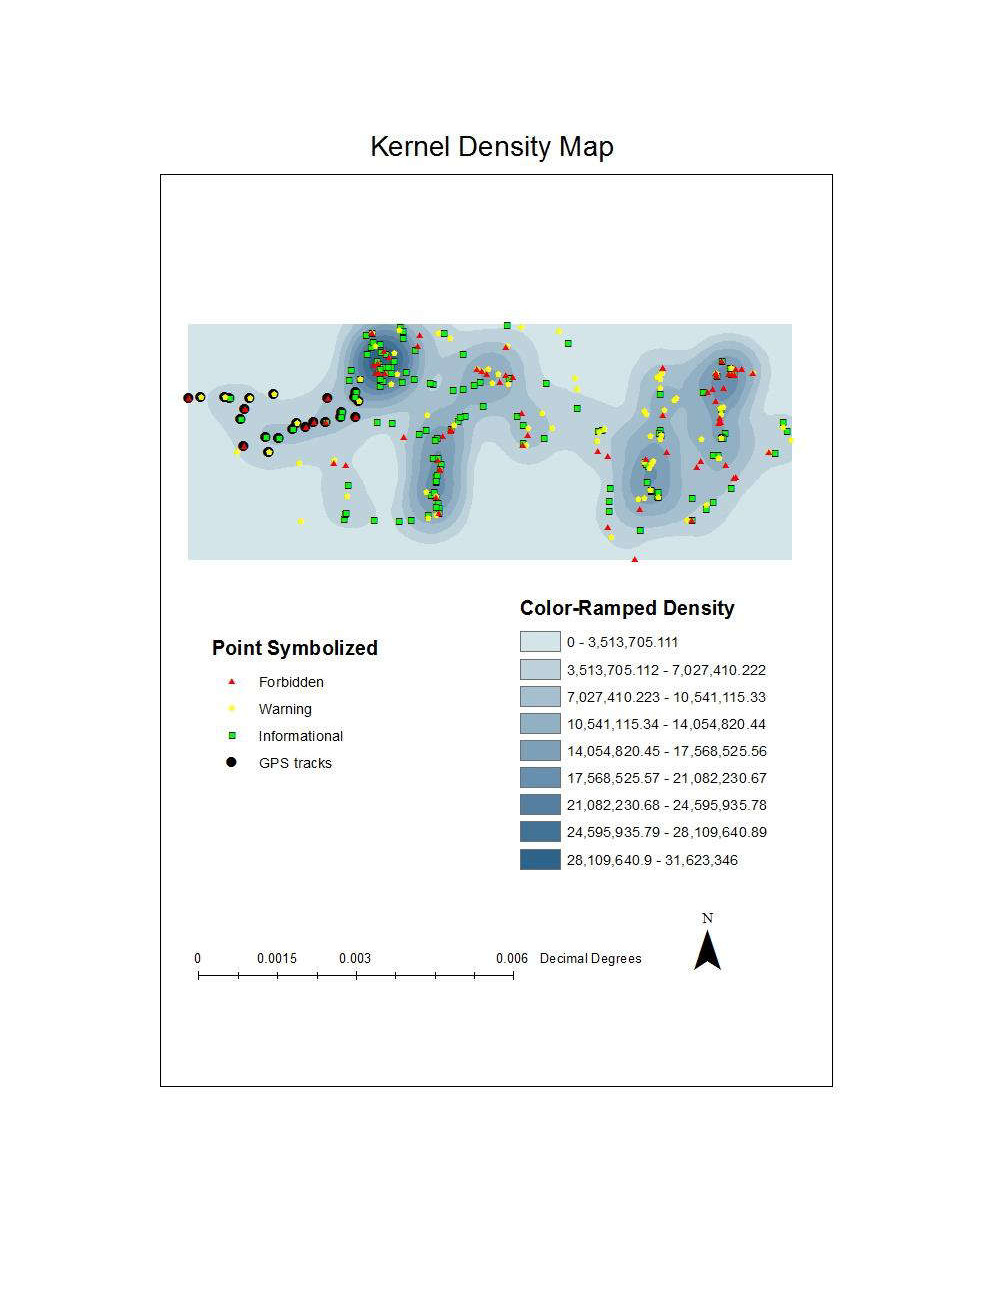 Kernel Density Map
Color-Ramped Density
0 - 3,513,705.111
3,513,705.112 - 7,027,410.222
7,027,410.223 - 10,541,115.33
10,541,115.34 - 14,054,820.44
14,054,820.45 - 17,568,525.56
17,568,525.57 - 21,082,230.67
21,082,230.68 - 24,595,935.78
24,595,935.79 - 28,109,640.89
28,109,640.9 - 31,623,346
Point Symbolized
Forbidden
Warning
Informational
GPS tracks
N
0 0.0015 0.003 0.006 Decimal Degrees